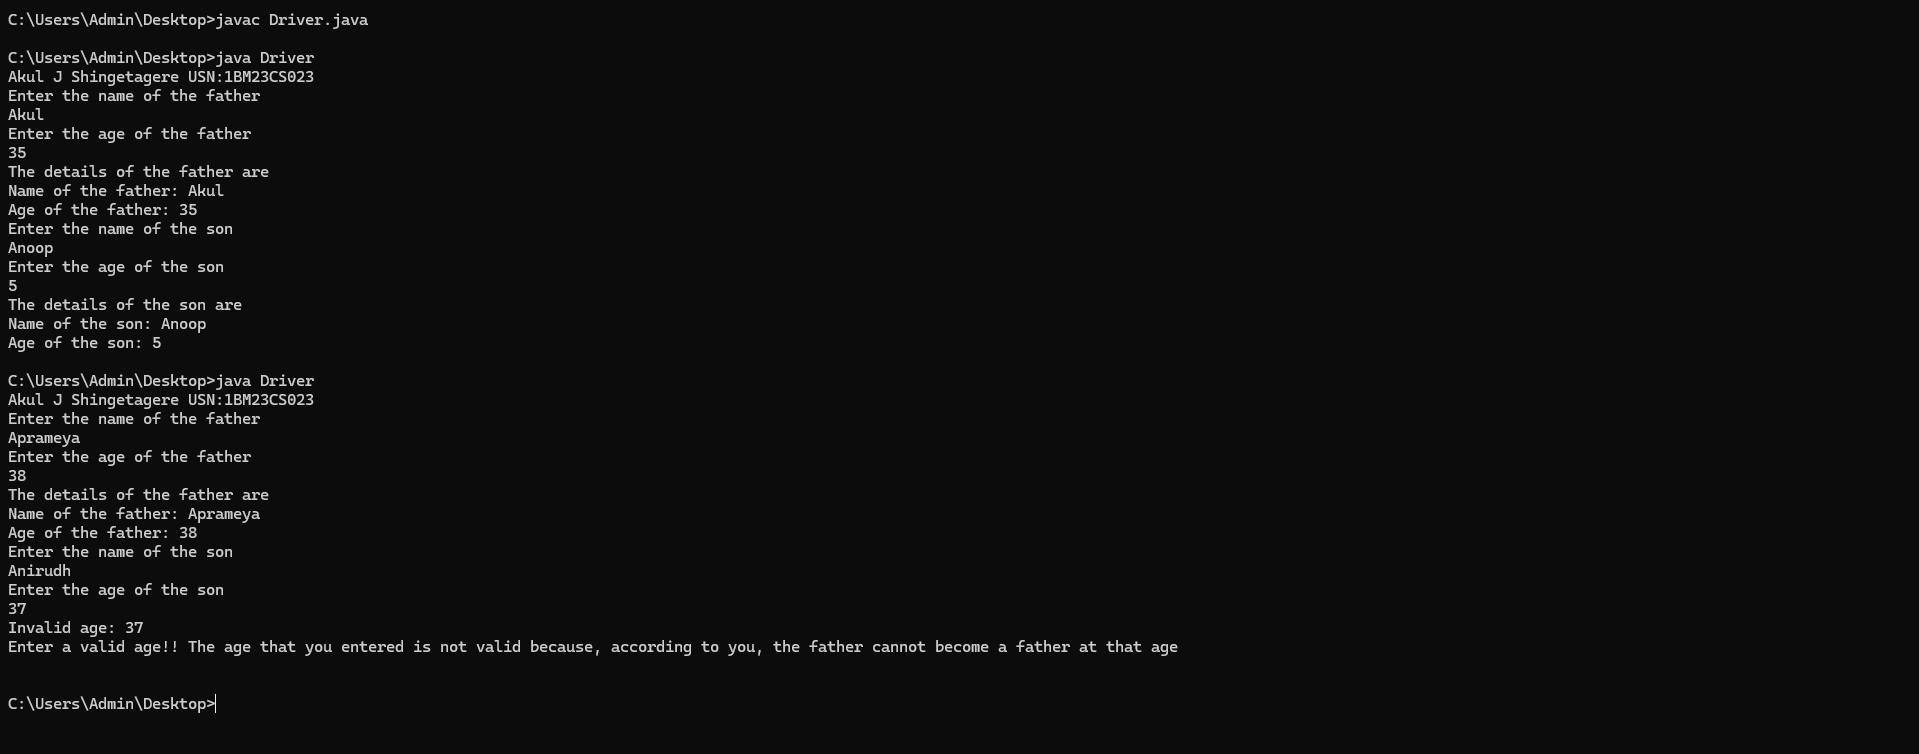 C:\Users\Admin\Desktop>javac Driver.java
C:\Users\Admin\Desktop>java Driver
Akul J Shingetagere USN:1BM23CS023
Enter the name of the father
Akul
Enter the age of the father
35
The details of the father are
Name of the father: Akul
Age of the father: 35
Enter the name of the son
Anoop
Enter the age of the son
5
The details of the son are
Name of the son: Anoop
Age of the son: 5
C:\Users\Admin\Desktop>java Driver
Akul J Shingetagere USN:1BM23CS023
Enter the name of the father
Aprameya
Enter the age of the father
38
The details of the father are
Name of the father: Aprameya
Age of the father: 38
Enter the name of the son
Anirudh
Enter the age of the son
37
Invalid age: 37
Enter a valid age!! The age that you entered is not valid because, according to you, the father cannot become a father at that age
C:\Users\Admin\Desktop>